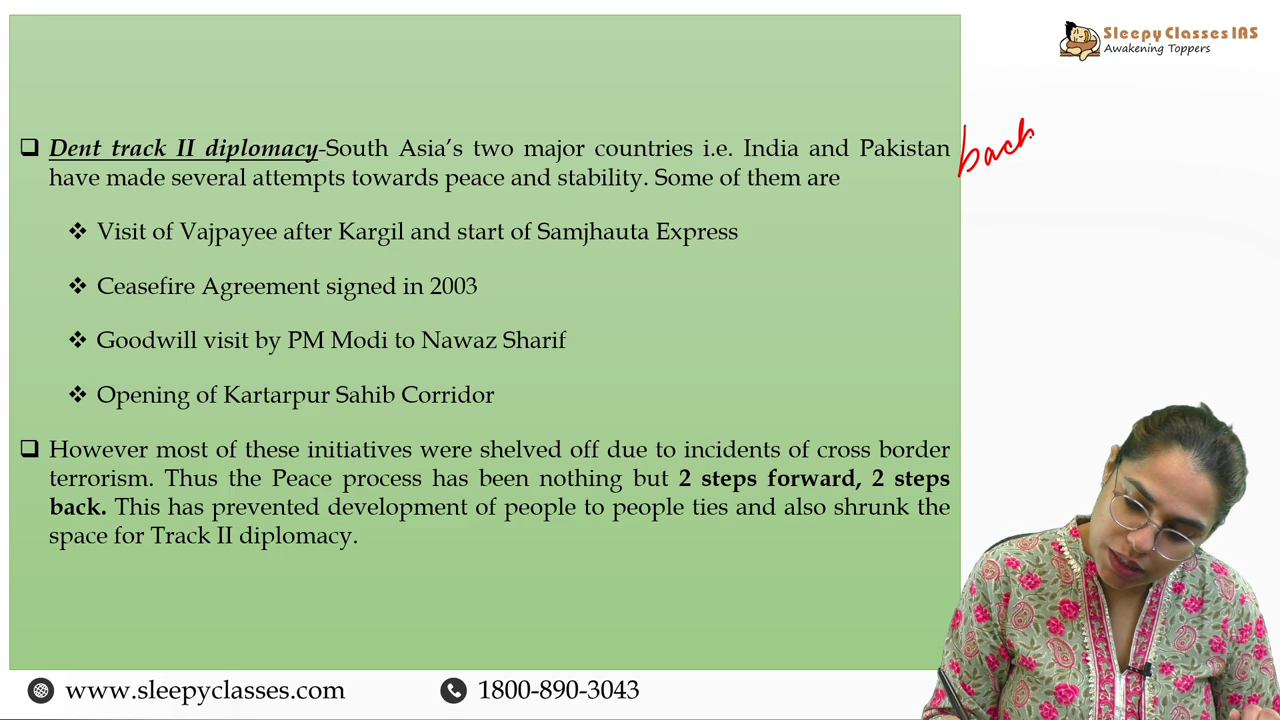 Sleepy Classes IAS
Awakening Toppers
Dent track II diplomacy-South Asia’s two major countries i.e. India and Pakistan
back
have made several attempts towards peace and stability. Some of them are
Visit of Vajpayee after Kargil and start of Samjhauta Express
Ceasefire Agreement signed in 2003
Goodwill visit by PM Modi to Nawaz Sharif
Opening of Kartarpur Sahib Corridor
However most of these initiatives were shelved off due to incidents of cross border
terrorism. Thus the Peace process has been nothing but 2 steps forward, 2 steps
back. This has prevented development of people to people ties and also shrunk the
space for Track II diplomacy.
www.sleepyclasses.com
1800-890-3043